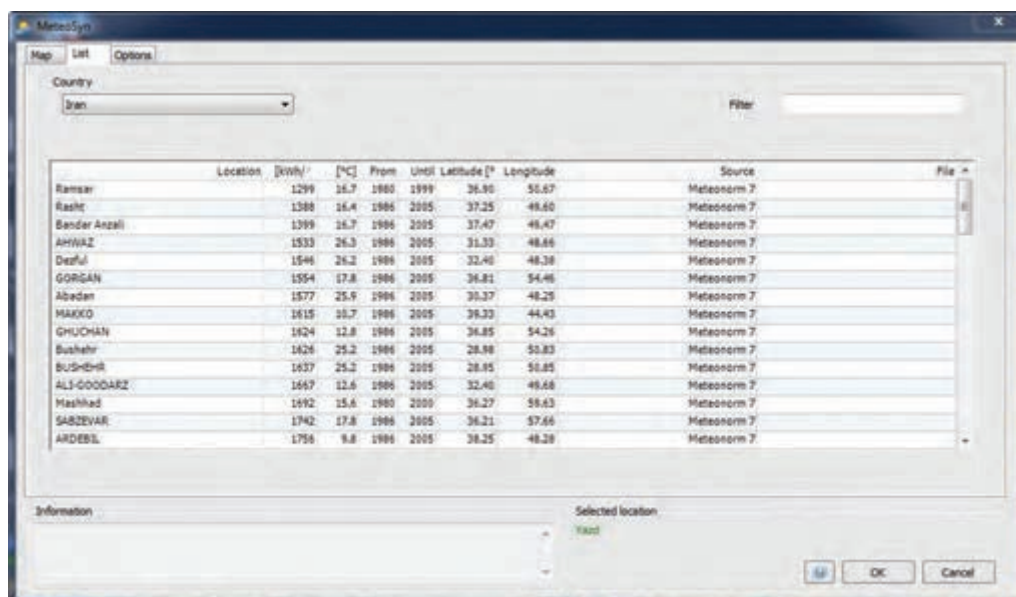 MeteoSyn
Map List Options
Country
Iran
Filter
Location [kWh/ [°C] From Until Latitude [° Longitude Source File
Ramsar 1299 16.7 1980 1999 36.90 50.67 Meteonorm 7
Rasht 1388 16.4 1986 2005 37.25 49.60 Meteonorm 7
Bandar Anzali 1399 16.7 1986 2005 37.47 49.47 Meteonorm 7
AHWAZ 1533 26.3 1986 2005 31.33 48.66 Meteonorm 7
Dezful 1546 26.2 1986 2005 32.40 48.38 Meteonorm 7
GORGAN 1554 17.8 1986 2005 36.81 54.46 Meteonorm 7
Abadan 1577 25.9 1986 2005 30.37 48.25 Meteonorm 7
MAKKO 1615 10.7 1986 2005 39.33 44.43 Meteonorm 7
GHUCHAN 1624 12.8 1986 2005 36.85 54.26 Meteonorm 7
Bushehr 1626 25.2 1986 2005 28.98 50.83 Meteonorm 7
BUSHEHR 1637 25.2 1986 2005 28.95 50.85 Meteonorm 7
ALI-GOODARZ 1667 12.6 1986 2005 32.40 49.68 Meteonorm 7
Mashhad 1692 15.6 1980 2000 36.27 59.63 Meteonorm 7
SABZEVAR 1742 17.8 1986 2005 36.21 57.66 Meteonorm 7
ARDEBIL 1756 9.8 1986 2005 38.25 48.28 Meteonorm 7
Information
Selected location
Yazd
OK Cancel